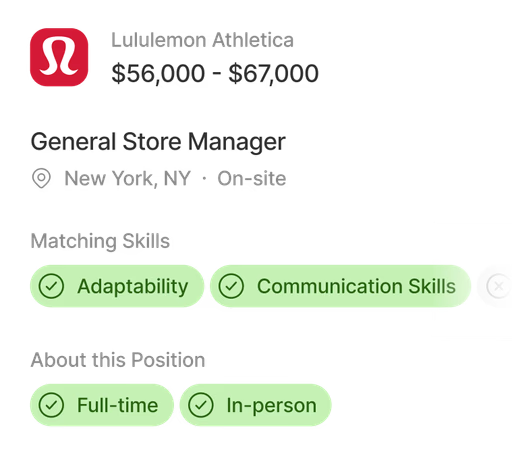 Lululemon Athletica
$56,000 - $67,000
General Store Manager
New York, NY · On-site
Matching Skills
Adaptability Communication Skills
About this Position
Full-time In-person